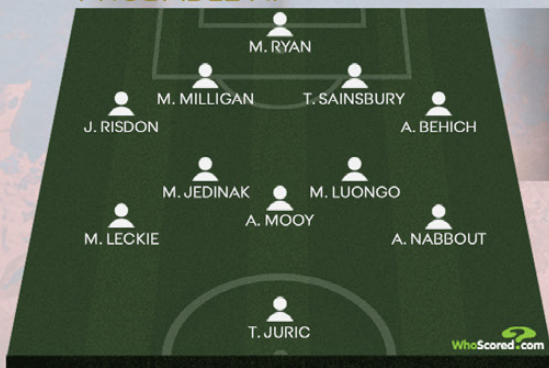 M. RYAN
M. MILLIGAN
T. SAINSBURY
J. RISDON
A. BEHICH
M. JEDINAK
M. LUONGO
A. MOOY
M. LECKIE
A. NABBOUT
T. JURIC
WhoScored.com